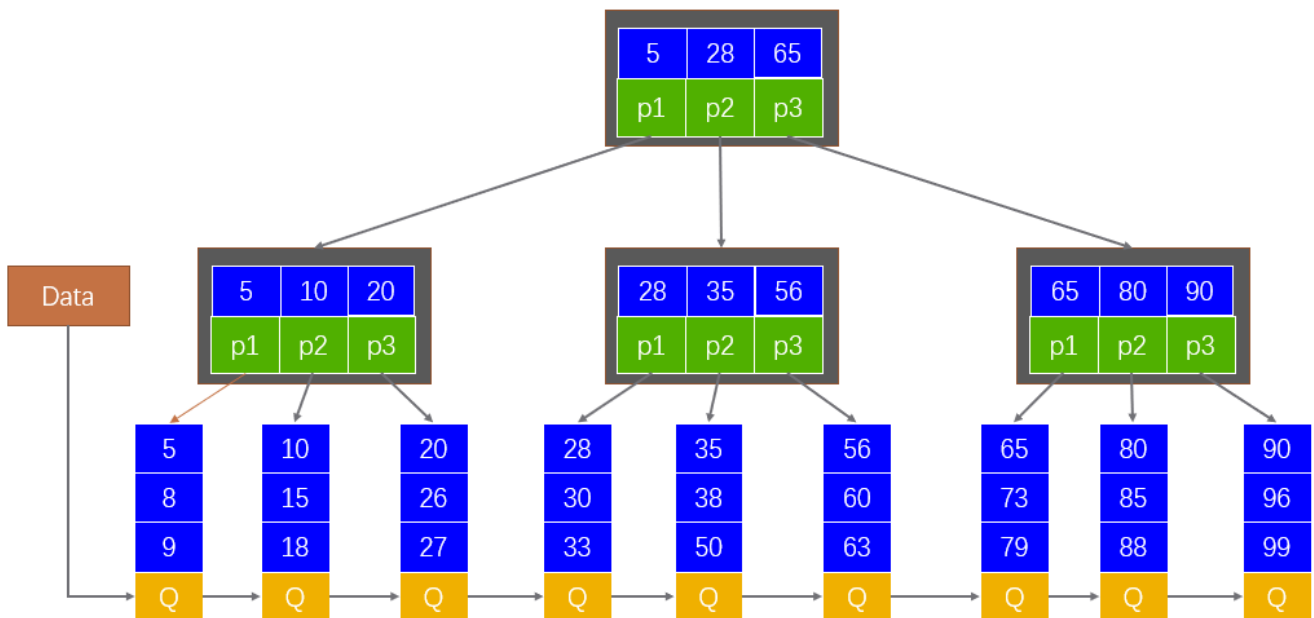 5 28 65
p1 p2 p3
5 10 20 28 35 56 65 80 90
Data
p1 p2 p3 p1 p2 p3 p1 p2 p3
5 10 20 28 35 56 65 80 90
8 15 26 30 38 60 73 85 96
9 18 27 33 50 63 79 88 99
Q Q Q Q Q Q Q Q Q